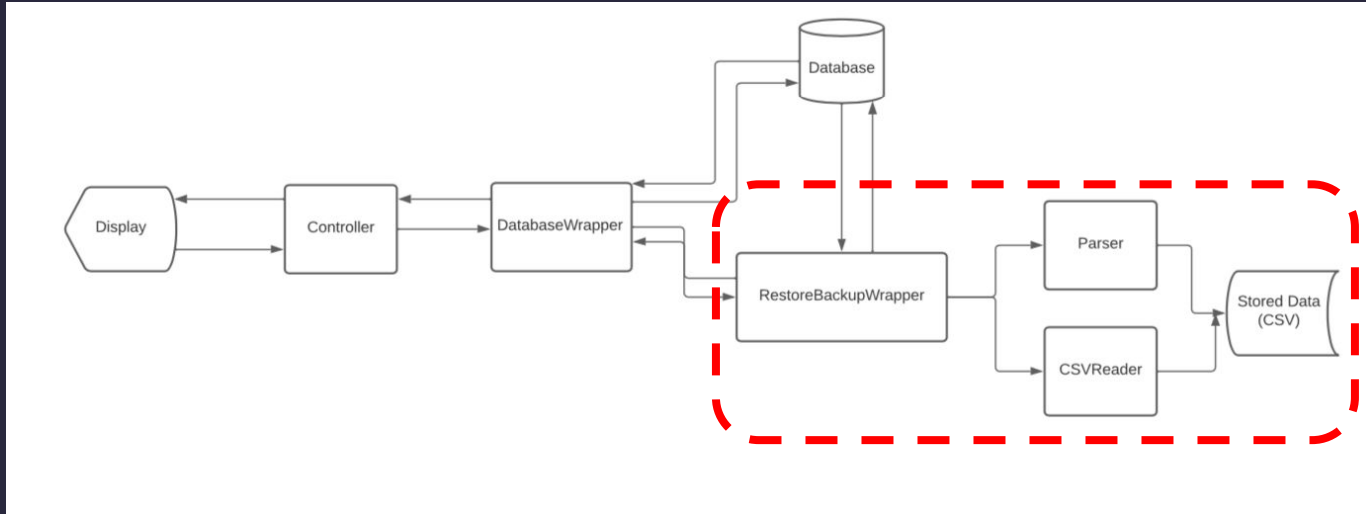 Database
Display
Controller
DatabaseWrapper
Parser
RestoreBackupWrapper
Stored Data
(CSV)
CSVReader